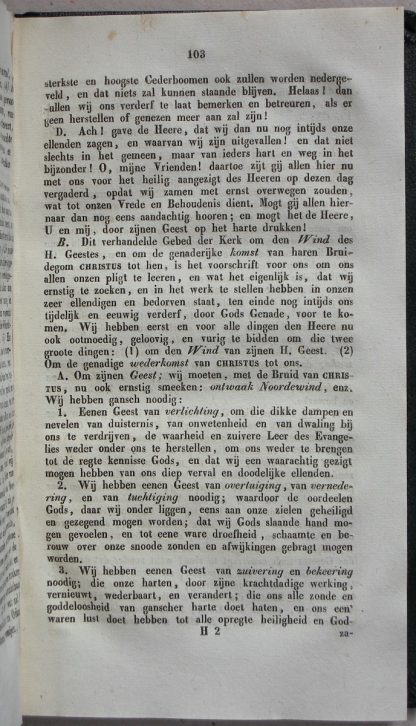 103
sterkste en hoogste Cederboomen ook zullen worden nederge-
veld, en dat niets zal kunnen staande blijven. Helaas! dan
zullen wij ons verderf te laat bemerken en betreuren, als er
geen herstellen of genezen meer aan zal zijn!
D. Ach! gave de Heere, dat wij dan nu nog intijds onze
ellenden zagen, en waarvan wij zijn uitgevallen! en dat niet
slechts in het gemeen, maar van ieders hart en weg in het
bijzonder! O, mijne Vrienden! daartoe zijt gij allen hier nu
met ons voor het heilig aangezigt des Heeren op dezen dag
vergaderd, opdat wij zamen met ernst overwegen zouden,
wat tot onzen Vrede en Behoudenis dient. Mogt gij allen hier-
naar dan nog eens aandachtig hooren; en mogt het de Heere,
U en mij, door zijnen Geest op het harte drukken!
B. Dit verhandelde Gebed der Kerk om den Wind des
H. Geestes, en om de genaderijke komst van haren Brui-
degom CHRISTUS tot hen, is het voorschrift voor ons om ons
allen onzen pligt te leeren, en wat het eigenlijk is, dat wij
ernstig te zoeken, en in het werk te stellen hebben in onzen
zeer ellendigen en bedorven staat, ten einde nog intijds ons
tijdelijk en eeuwig verderf, door Gods Genade, voor te ko-
men. Wij hebben eerst en voor alle dingen den Heere nu
ook ootmoedig, geloovig, en vurig te bidden om die twee
groote dingen: (1) om den Wind van zijnen H. Geest. (2)
Om de genadige wederkomst van CHRISTUS tot ons.
A. Om zijnen Geest; wij moeten, met de Bruid van CHRIS-
TUS, nu ook ernstig smeeken: ontwaak Noordewind, enz.
Wij hebben gansch noodig:
1. Eenen Geest van verlichting, om die dikke dampen en
nevelen van duisternis, van onwetenheid en van dwaling bij
ons te verdrijven, de waarheid en zuivere Leer des Evange-
lies weder onder ons te herstellen, om ons weder te brengen
tot de regte kennisse Gods, en dat wij een waarachtig gezigt
mogen hebben van ons diep verval en doodelijke ellenden.
2. Wij hebben eenen Geest van overtuiging, van vernede-
ring, en van tuchtiging noodig; waardoor de oordeelen
Gods, daar wij onder liggen, eens aan onze zielen geheiligd
en gezegend mogen worden; dat wij Gods slaande hand mo-
gen gevoelen, en tot eene ware droefheid, schaamte en be-
rouw over onze snoode zonden en afwijkingen gebragt mogen
worden.
3. Wij hebben eenen Geest van zuivering en bekeering
noodig; die onze harten, door zijne krachtdadige werking,
vernieuwt, wederbaart, en verandert; die ons alle zonde en
goddeloosheid van ganscher harte doet haten, en ons een
waren lust doet hebben tot alle opregte heiligheid en God-
H 2 za-